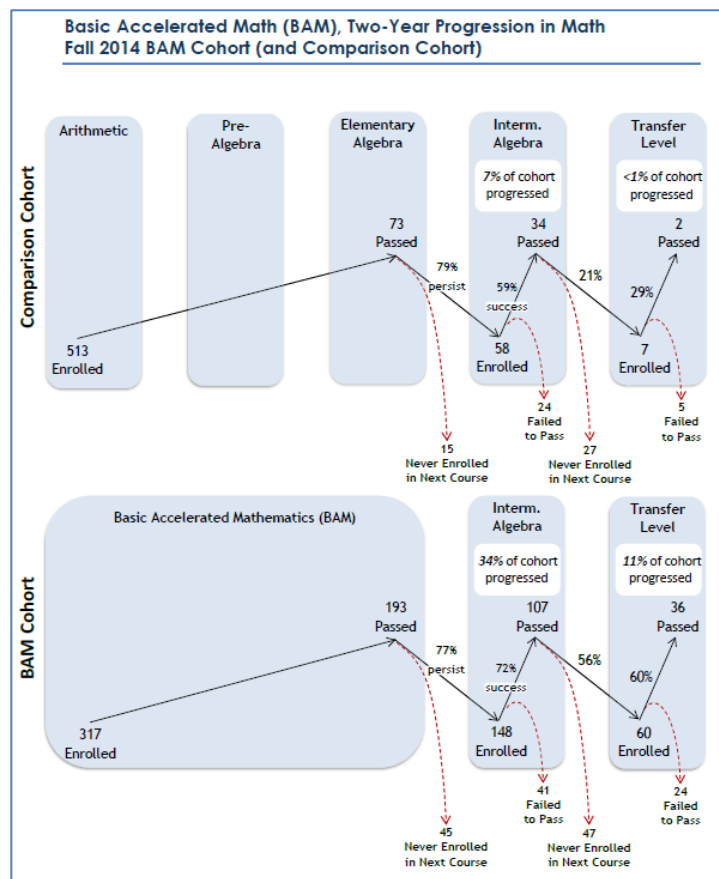 Basic Accelerated Math (BAM), Two-Year Progression in Math
Fall 2014 BAM Cohort (and Comparison Cohort)
Comparison Cohort
Arithmetic
Pre-
Algebra
Elementary
Algebra
Interm.
Algebra
Transfer
Level
7% of cohort
progressed
<1% of cohort
progressed
73
Passed
34
Passed
2
Passed
79%
persist
59%
success
21%
29%
513
Enrolled
58
Enrolled
7
Enrolled
24
Failed
to Pass
5
Failed
to Pass
15
Never Enrolled
in Next Course
27
Never Enrolled
in Next Course
BAM Cohort
Basic Accelerated Mathematics (BAM)
Interm.
Algebra
Transfer
Level
34% of cohort
progressed
11% of cohort
progressed
193
Passed
107
Passed
36
Passed
77%
persist
72%
success
56%
60%
317
Enrolled
148
Enrolled
60
Enrolled
41
Failed
to Pass
24
Failed
to Pass
45
Never Enrolled
in Next Course
47
Never Enrolled
in Next Course